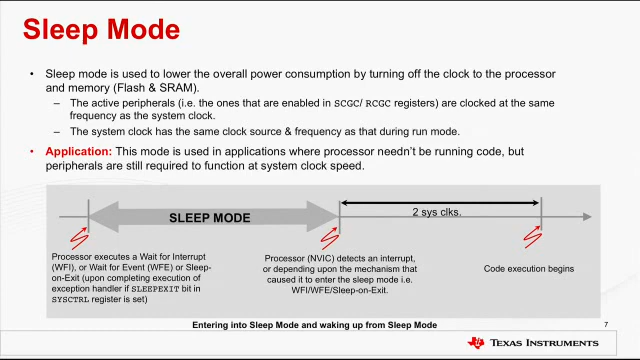 Sleep Mode
• Sleep mode is used to lower the overall power consumption by turning off the clock to the processor
and memory (Flash & SRAM).
– The active peripherals (i.e. the ones that are enabled in SCGC/ RCGC registers) are clocked at the same
frequency as the system clock.
– The system clock has the same clock source & frequency as that during run mode.
• Application: This mode is used in applications where processor needn't be running code, but
peripherals are still required to function at system clock speed.
SLEEP MODE
2 sys clks.
Processor executes a Wait for Interrupt
(WFI), or Wait for Event (WFE) or Sleep-
on-Exit (upon completing execution of
exception handler if SLEEPEXIT bit in
SYSCTRL register is set)
Processor (NVIC) detects an interrupt,
or depending upon the mechanism that
caused it to enter the sleep mode i.e.
WFI/WFE/Sleep-on-Exit.
Code execution begins
Entering into Sleep Mode and waking up from Sleep Mode
7
TEXAS INSTRUMENTS